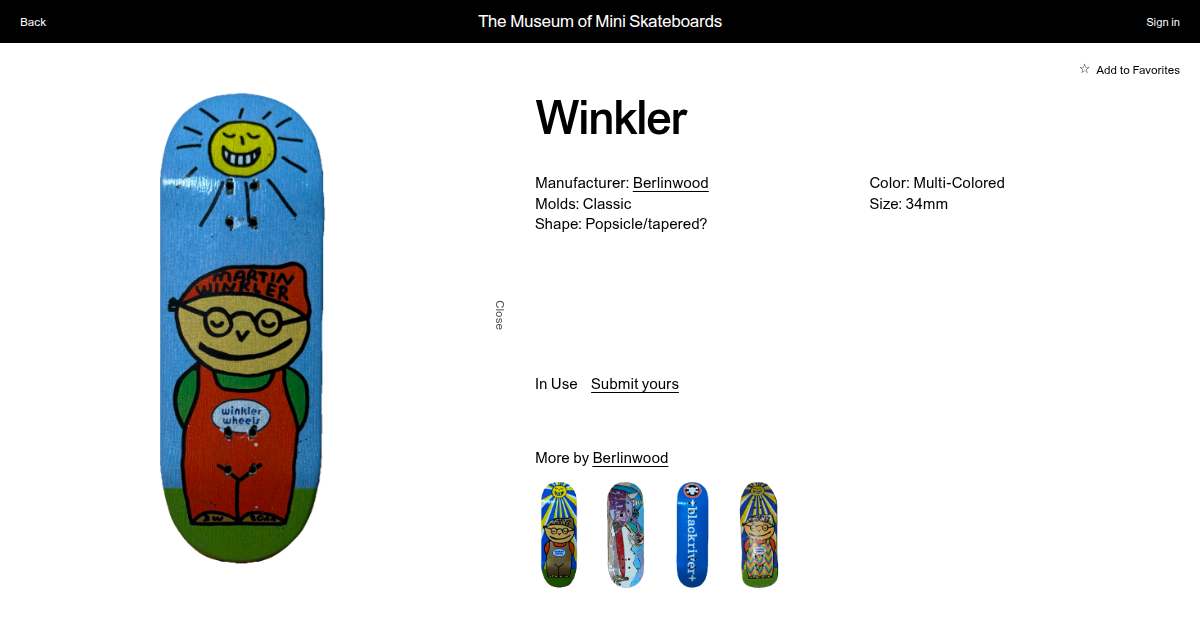 Back
The Museum of Mini Skateboards
Sign in
☆ Add to Favorites
Winkler
Manufacturer: Berlinwood
Molds: Classic
Shape: Popsicle/tapered?
Color: Multi-Colored
Size: 34mm
MARTIN
WINKLER
winkler
wheels
Close
In Use Submit yours
More by Berlinwood
+blackriver+